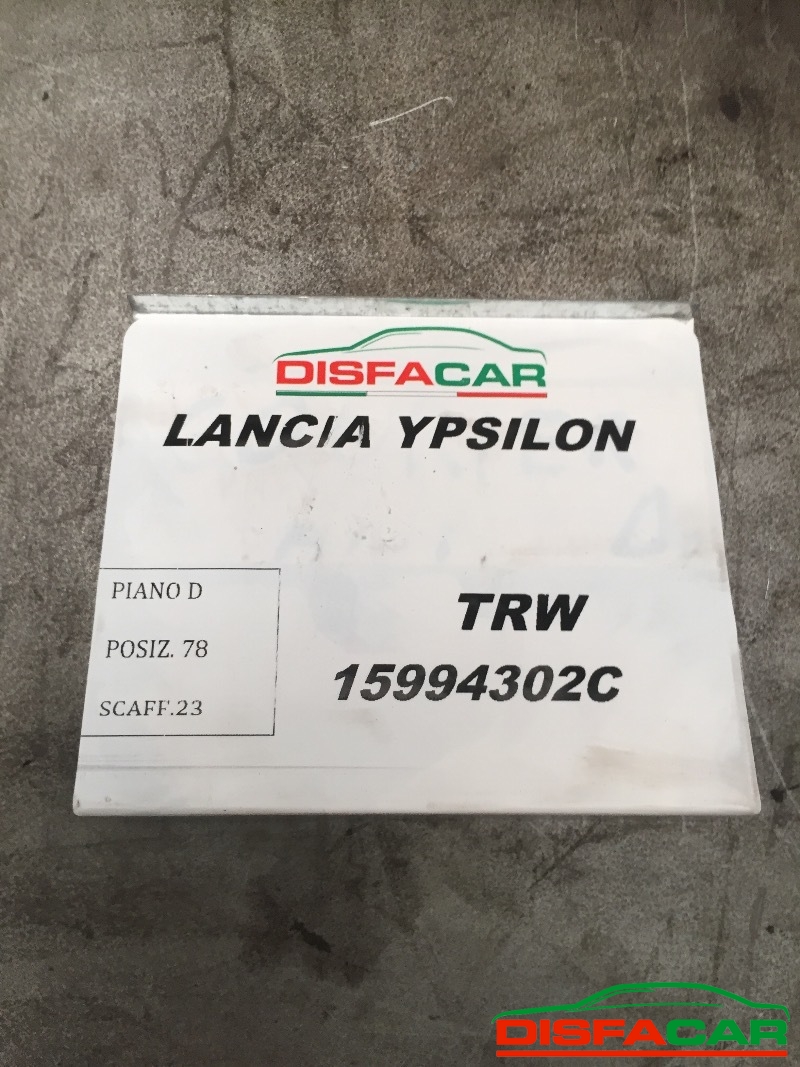 DISFACAR
LANCIA YPSILON
PIANO D
POSIZ. 78
SCAFF.23
TRW
15994302C
DISFACAR